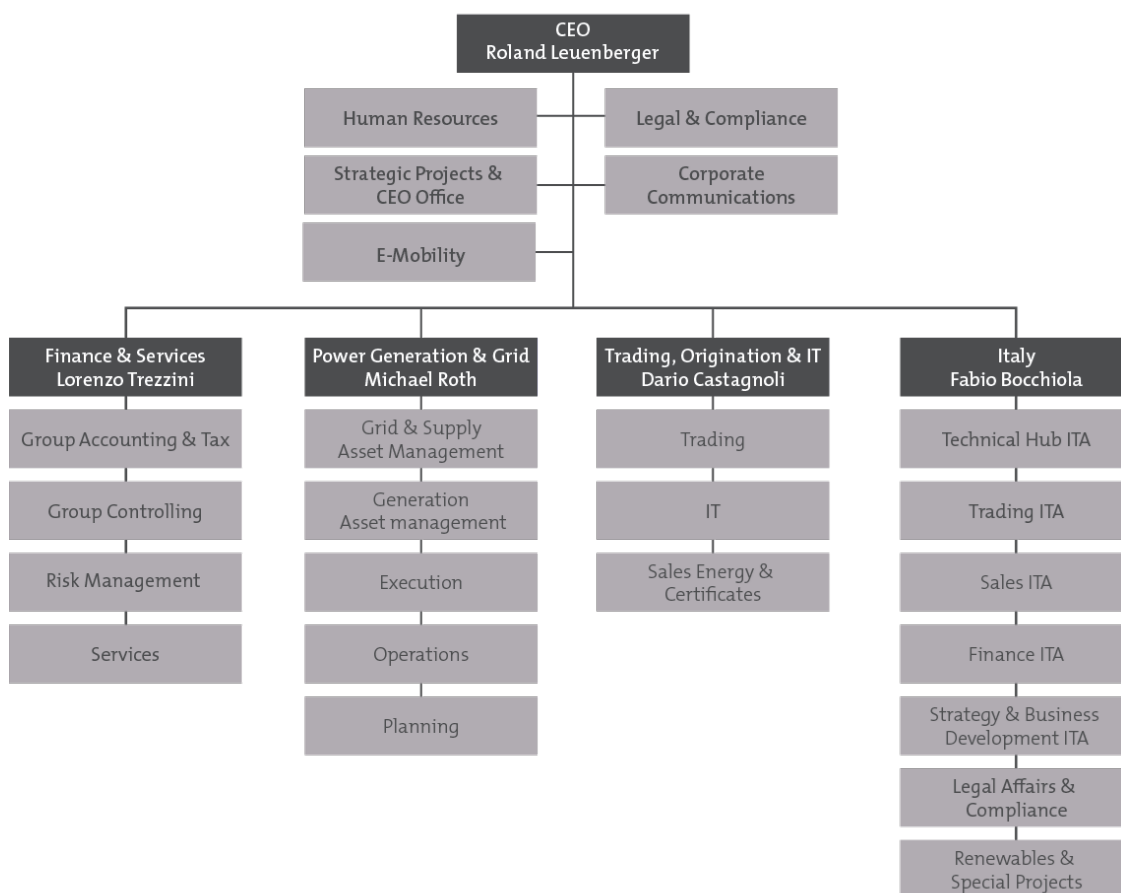 CEO
Roland Leuenberger
Human Resources
Legal & Compliance
Strategic Projects &
CEO Office
Corporate
Communications
E-Mobility
Finance & Services
Lorenzo Trezzini
Group Accounting & Tax
Group Controlling
Risk Management
Services
Power Generation & Grid
Michael Roth
Grid & Supply
Asset Management
Generation
Asset management
Execution
Operations
Planning
Trading, Origination & IT
Dario Castagnoli
Trading
IT
Sales Energy &
Certificates
Italy
Fabio Bocchiola
Technical Hub ITA
Trading ITA
Sales ITA
Finance ITA
Strategy & Business
Development ITA
Legal Affairs &
Compliance
Renewables &
Special Projects